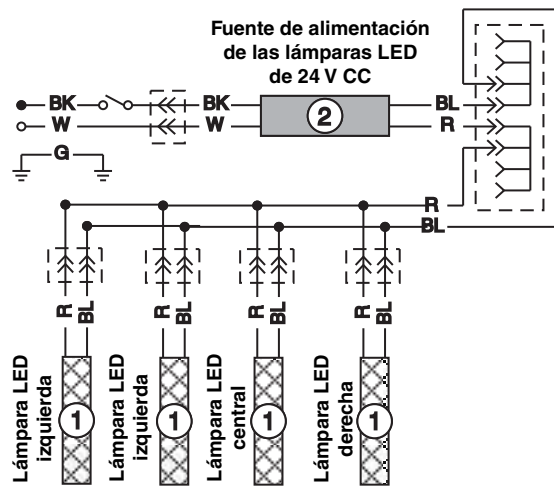 Fuente de alimentación
de las lámparas LED
de 24 V CC
BK
BK
BL
W
W
2
R
G
R
BL
R
BL
R
BL
R
BL
R
BL
Lámpara LED
izquierda
1
Lámpara LED
izquierda
1
Lámpara LED
central
1
Lámpara LED
derecha
1